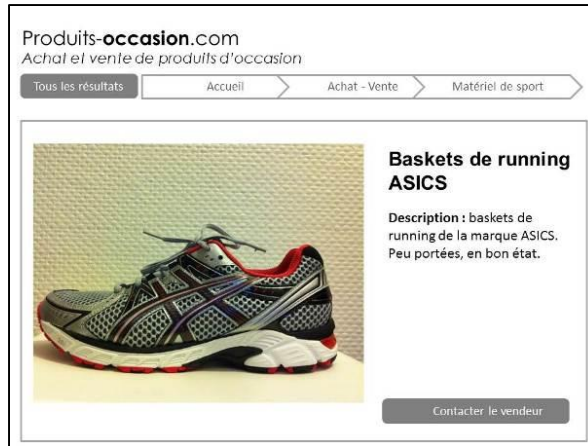 Produits-occasion.com
Achat et vente de produits d'occasion
Tous les résultats
Accueil
Achat - Vente
Matériel de sport
Baskets de running
ASICS
Description : baskets de
running de la marque ASICS.
Peu portées, en bon état.
Contacter le vendeur